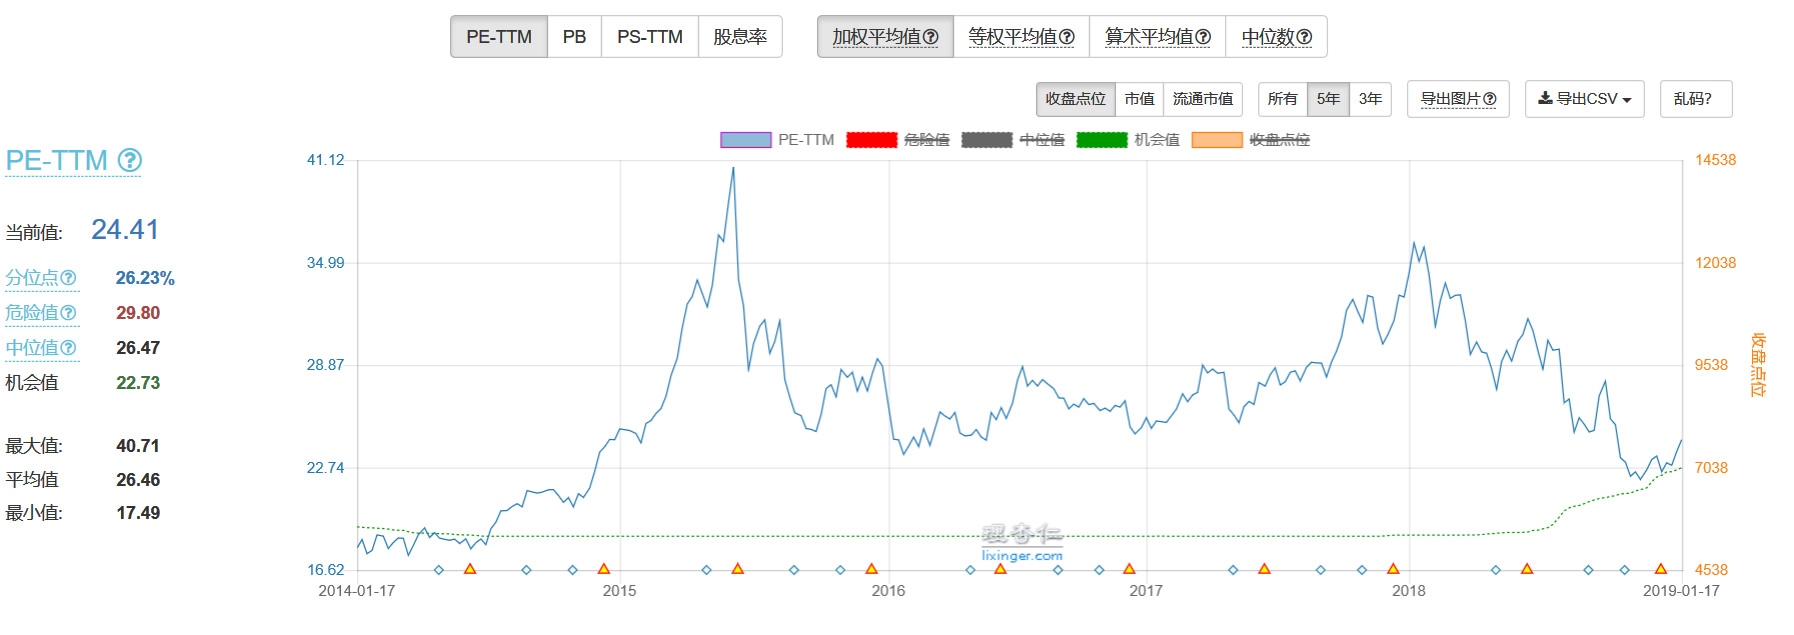 PE-TTM PB PS-TTM 股息率 加权平均值 等权平均值 算术平均值 中位数
收盘点位 市值 流通市值 所有 5年 3年 导出图片 导出CSV 乱码?
PE-TTM 危险值 中位值 机会值 收盘点位
PE-TTM
当前值: 24.41
分位点 26.23%
危险值 29.80
中位值 26.47
机会值 22.73
最大值: 40.71
平均值 26.46
最小值: 17.49
41.12 14538
34.99 12038
28.87 9538
22.74 7038
16.62 4538
收盘点位
理杏仁
lixinger.com
2014-01-17 2015 2016 2017 2018 2019-01-17